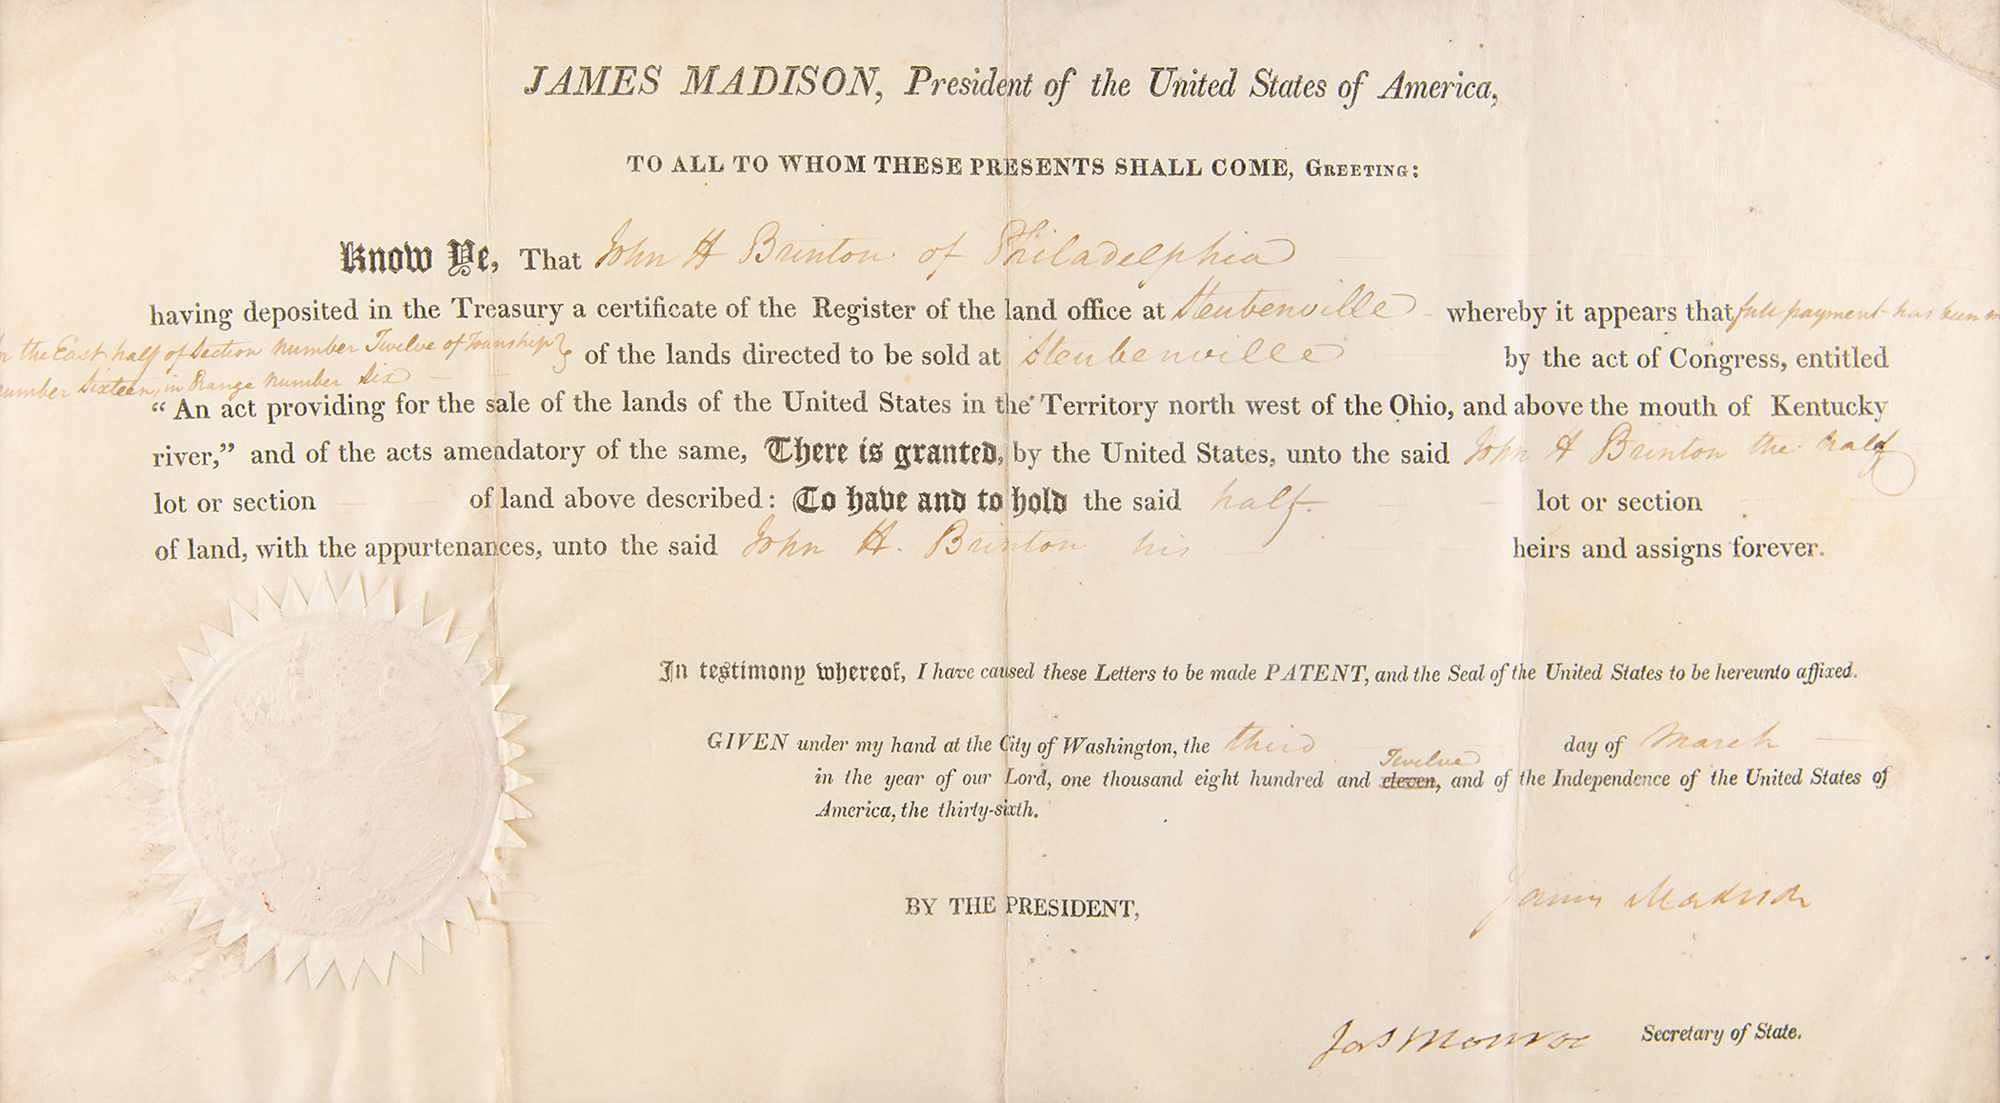 JAMES MADISON, President of the United States of America,
TO ALL TO WHOM THESE PRESENTS SHALL COME, GREETING:
Know Ye, That John H Brinton of Philadelphia
having deposited in the Treasury a certificate of the Register of the land office at Steubenville whereby it appears that full payment has been
the East half of Section number Twelve of Township
number Sixteen, in Range number Six
of the lands directed to be sold at Steubenville by the act of Congress, entitled
“An act providing for the sale of the lands of the United States in the Territory north west of the Ohio, and above the mouth of Kentucky
river,” and of the acts amendatory of the same, There is granted, by the United States, unto the said John H Brinton the half
lot or section of land above described: To have and to hold the said half lot or section
of land, with the appurtenances, unto the said John H. Brinton his heirs and assigns forever.
In testimony whereof, I have caused these Letters to be made PATENT, and the Seal of the United States to be hereunto affixed.
GIVEN under my hand at the City of Washington, the third day of March
Twelve
in the year of our Lord, one thousand eight hundred and eleven, and of the Independence of the United States of
America, the thirty-sixth.
BY THE PRESIDENT, James Madison
Jas Monroe Secretary of State.